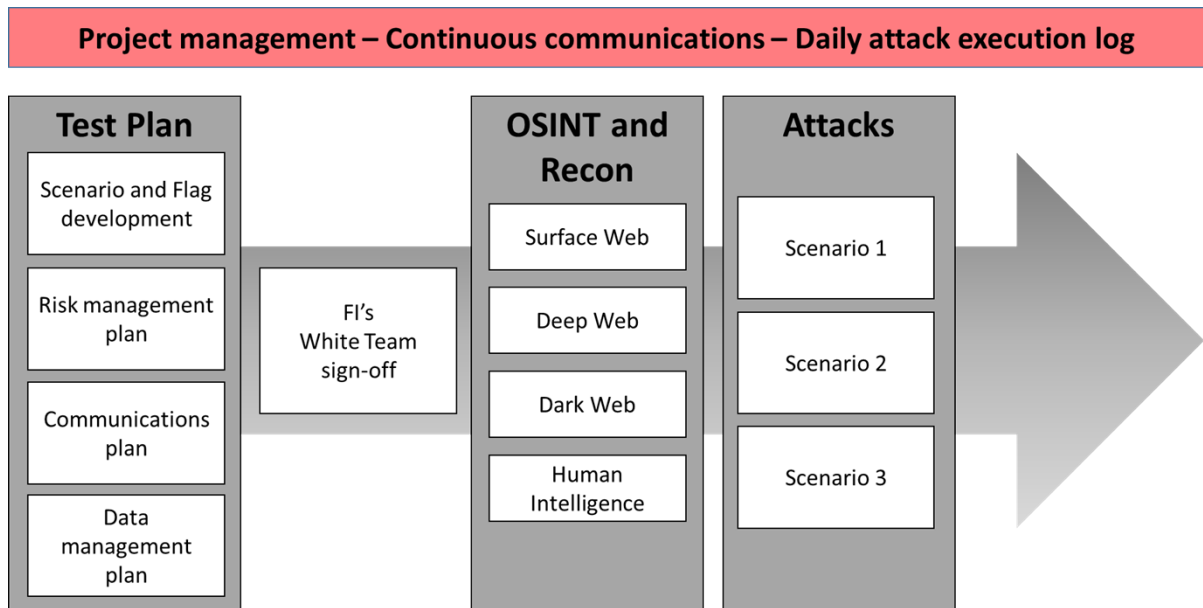 Project management – Continuous communications – Daily attack execution log
Test Plan
Scenario and Flag
development
Risk management
plan
Communications
plan
Data
management
plan
FI's
White Team
sign-off
OSINT and
Recon
Surface Web
Deep Web
Dark Web
Human
Intelligence
Attacks
Scenario 1
Scenario 2
Scenario 3